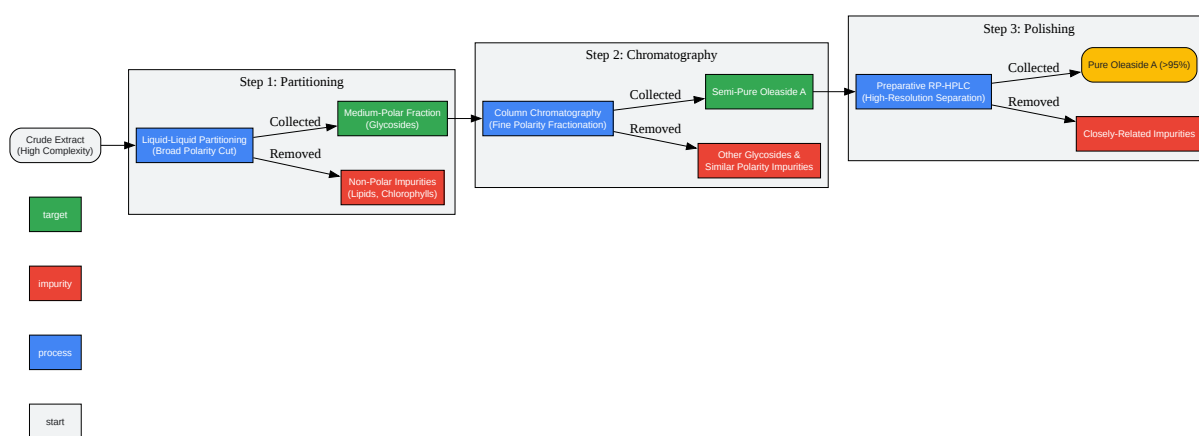 Step 1: Partitioning
Crude Extract
(High Complexity)
Liquid-Liquid Partitioning
(Broad Polarity Cut)
Collected
Removed
Medium-Polar Fraction
(Glycosides)
Non-Polar Impurities
(Lipids, Chlorophylls)
Step 2: Chromatography
Column Chromatography
(Fine Polarity Fractionation)
Collected
Removed
Semi-Pure Oleaside A
Other Glycosides &
Similar Polarity Impurities
Step 3: Polishing
Preparative RP-HPLC
(High-Resolution Separation)
Collected
Removed
Pure Oleaside A (>95%)
Closely-Related Impurities
target
impurity
process
start